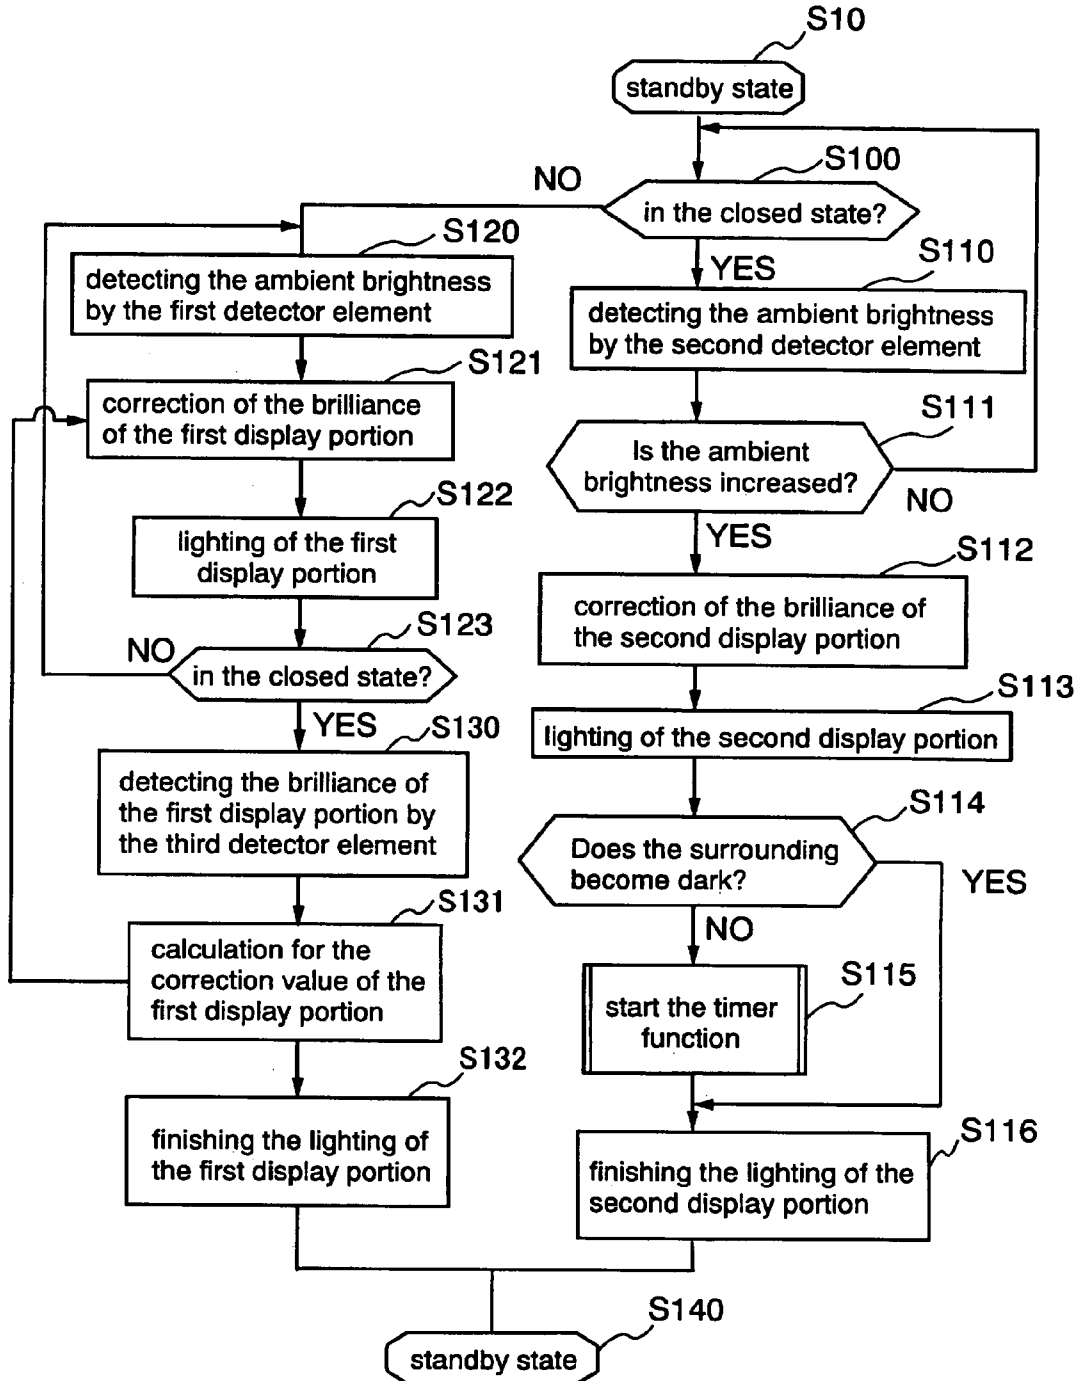 S10
standby state
S100
in the closed state?
NO
YES
S120
detecting the ambient brightness
by the first detector element
S110
detecting the ambient brightness
by the second detector element
S121
correction of the brilliance
of the first display portion
S111
Is the ambient
brightness increased?
NO
YES
S122
lighting of the first
display portion
S112
correction of the brilliance of
the second display portion
S123
in the closed state?
NO
YES
S113
lighting of the second display portion
S130
detecting the brilliance of
the first display portion by
the third detector element
S114
Does the surrounding
become dark?
YES
NO
S131
calculation for the
correction value of the
first display portion
S115
start the timer
function
S132
finishing the lighting of
the first display portion
S116
finishing the lighting of the
second display portion
S140
standby state